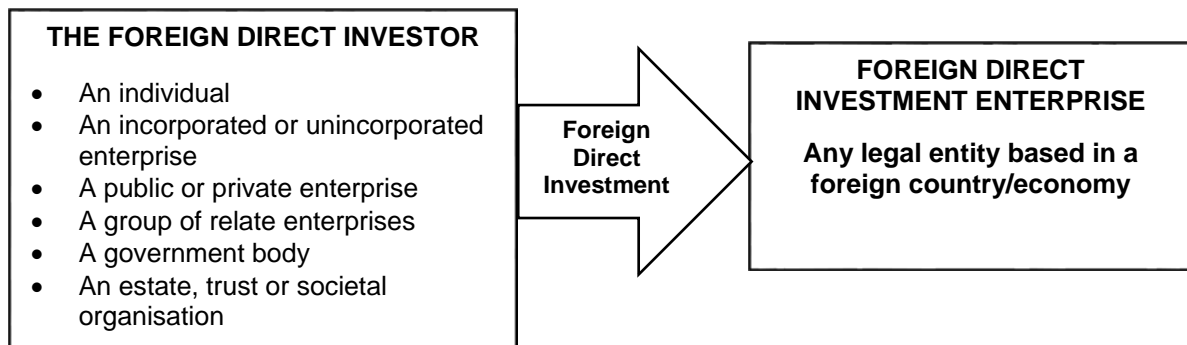 THE FOREIGN DIRECT INVESTOR
• An individual
• An incorporated or unincorporated
enterprise
• A public or private enterprise
• A group of relate enterprises
• A government body
• An estate, trust or societal
organisation
Foreign
Direct
Investment
FOREIGN DIRECT
INVESTMENT ENTERPRISE
Any legal entity based in a
foreign country/economy